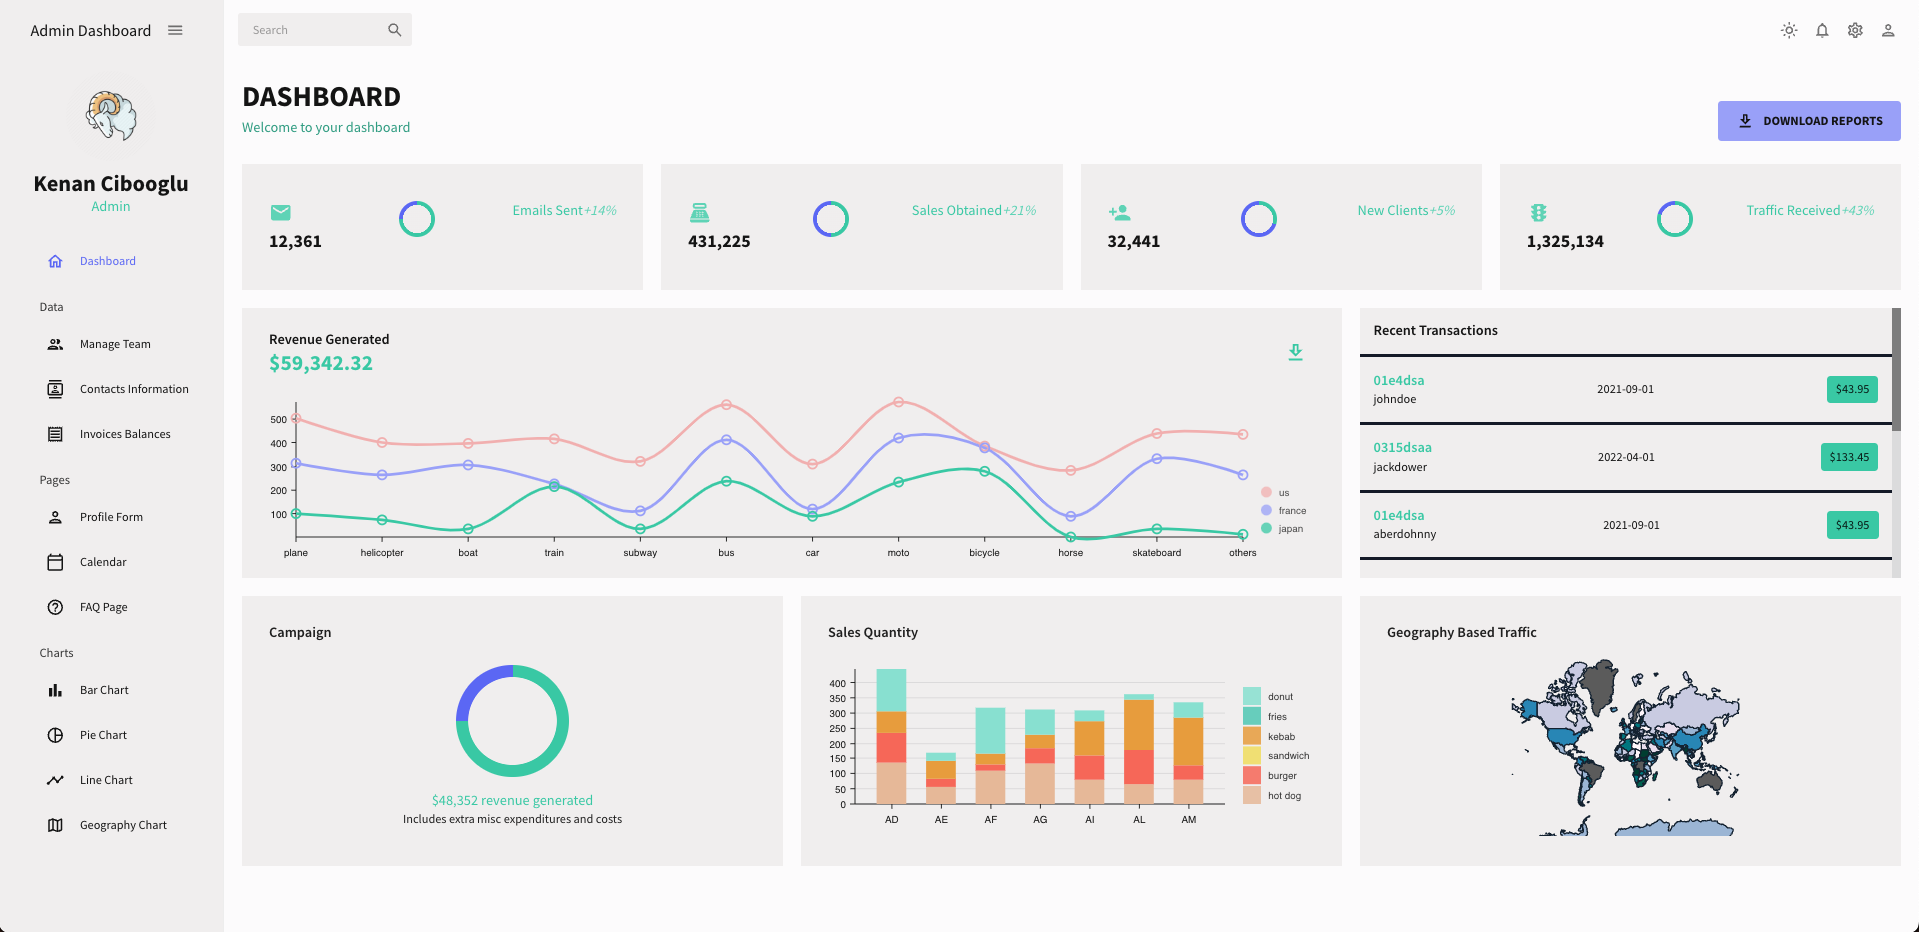 Admin Dashboard
Search
Kenan Cibooglu
Admin
Dashboard
Data
Manage Team
Contacts Information
Invoices Balances
Pages
Profile Form
Calendar
FAQ Page
Charts
Bar Chart
Pie Chart
Line Chart
Geography Chart
DASHBOARD
Welcome to your dashboard
DOWNLOAD REPORTS
Emails Sent +14%
12,361
Sales Obtained +21%
431,225
New Clients +5%
32,441
Traffic Received +43%
1,325,134
Revenue Generated
$59,342.32
500
400
300
200
100
plane helicopter boat train subway bus car moto bicycle horse skateboard others
us
france
japan
Recent Transactions
01e4dsa
johndoe
2021-09-01
$43.95
0315dsaa
jackdower
2022-04-01
$133.45
01e4dsa
aberdohnny
2021-09-01
$43.95
Campaign
$48,352 revenue generated
Includes extra misc expenditures and costs
Sales Quantity
400
350
300
250
200
150
100
50
0
AD AE AF AG AI AL AM
donut
fries
kebab
sandwich
burger
hot dog
Geography Based Traffic